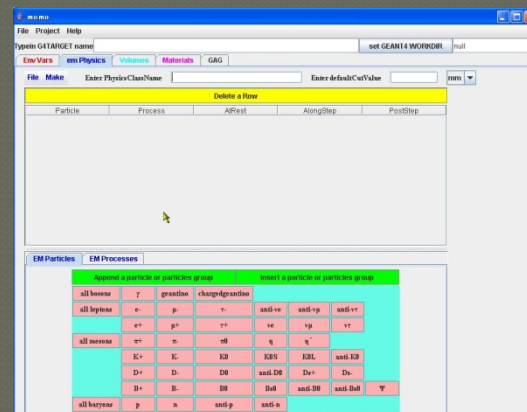 momo
File Project Help
Typein G4TARGET name set GEANT4 WORKDIR null
Env Vars em Physics Volumes Materials GAG
File Make Enter PhysicsClassName Enter defaultCutValue mm
Delete a Row
Particle Process AtRest AlongStep PostStep
EM Particles EM Processes
Append a particle or particles group Insert a particle or particles group
all bosons γ geantino chargedgeantino
all leptons e- μ- τ- anti-νe anti-νμ anti-ντ
e+ μ+ τ+ νe νμ ντ
all mesons π+ π- π0 η η`
K+ K- K0 K0S K0L anti-K0
D+ D- D0 anti-D0 Ds+ Ds-
B+ B- B0 Bs0 anti-B0 anti-Bs0 Ψ
all baryons p n anti-p anti-n